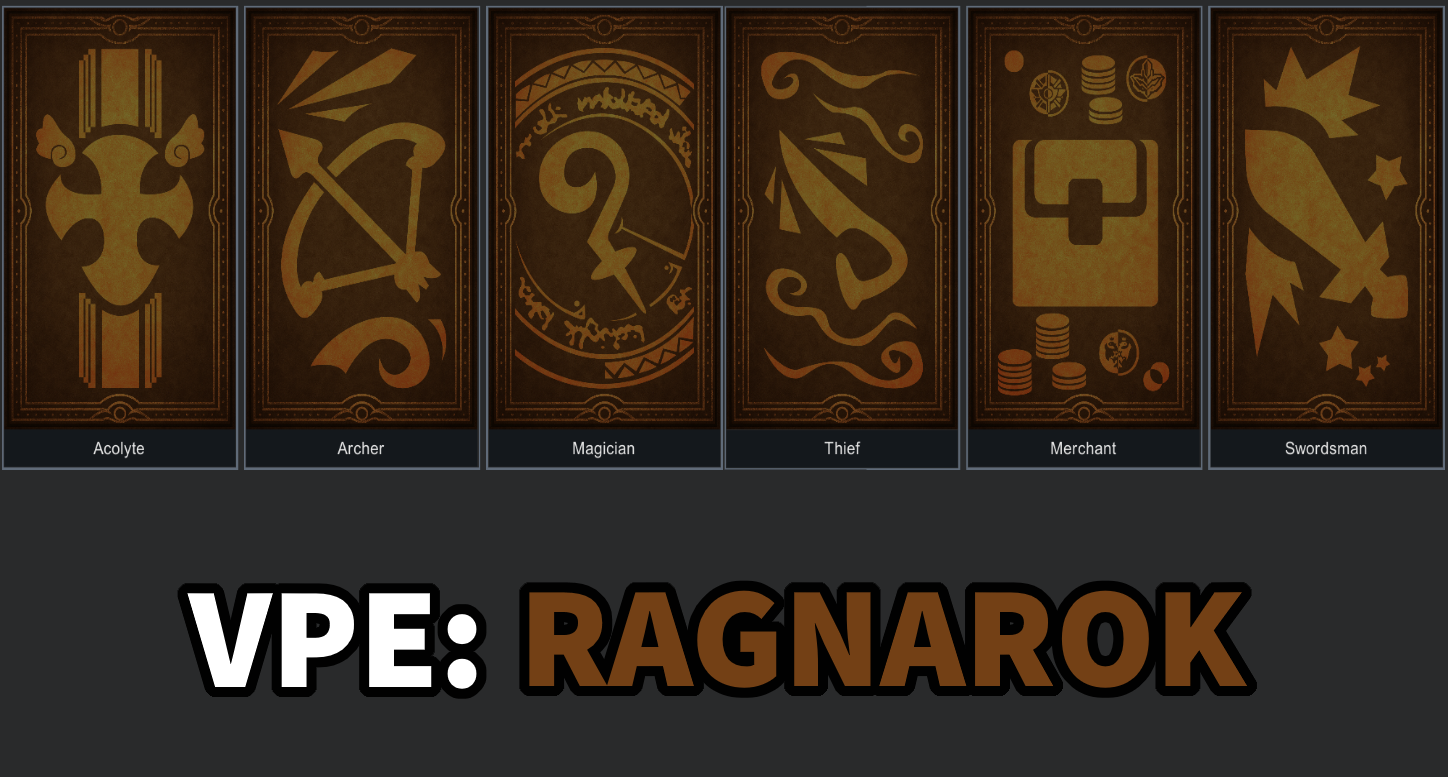 Acolyte
Archer
Magician
Thief
Merchant
Swordsman
VPE: RAGNAROK